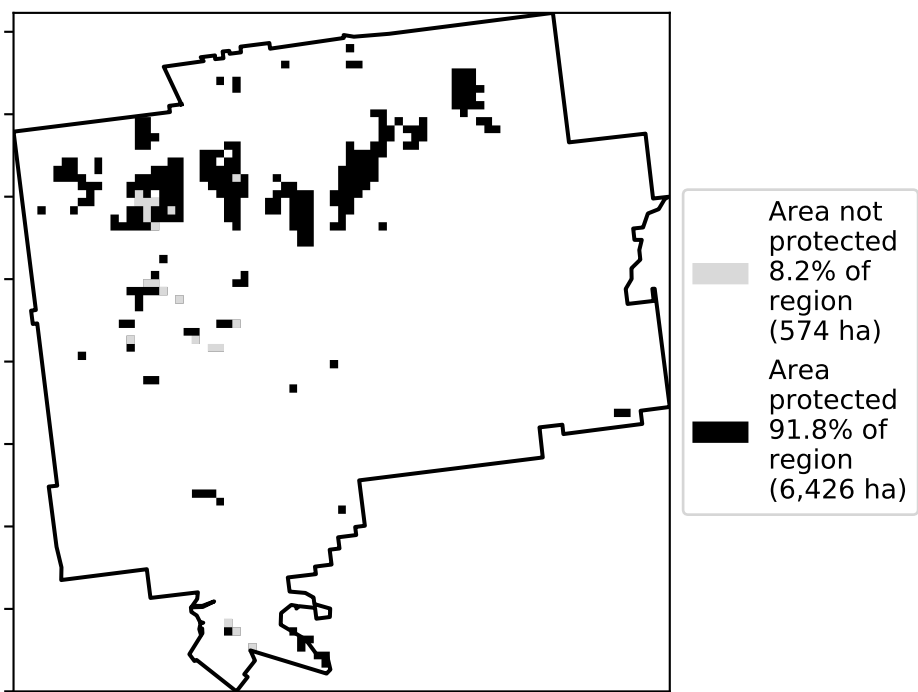 Area not
protected
8.2% of
region
(574 ha)
Area
protected
91.8% of
region
(6,426 ha)